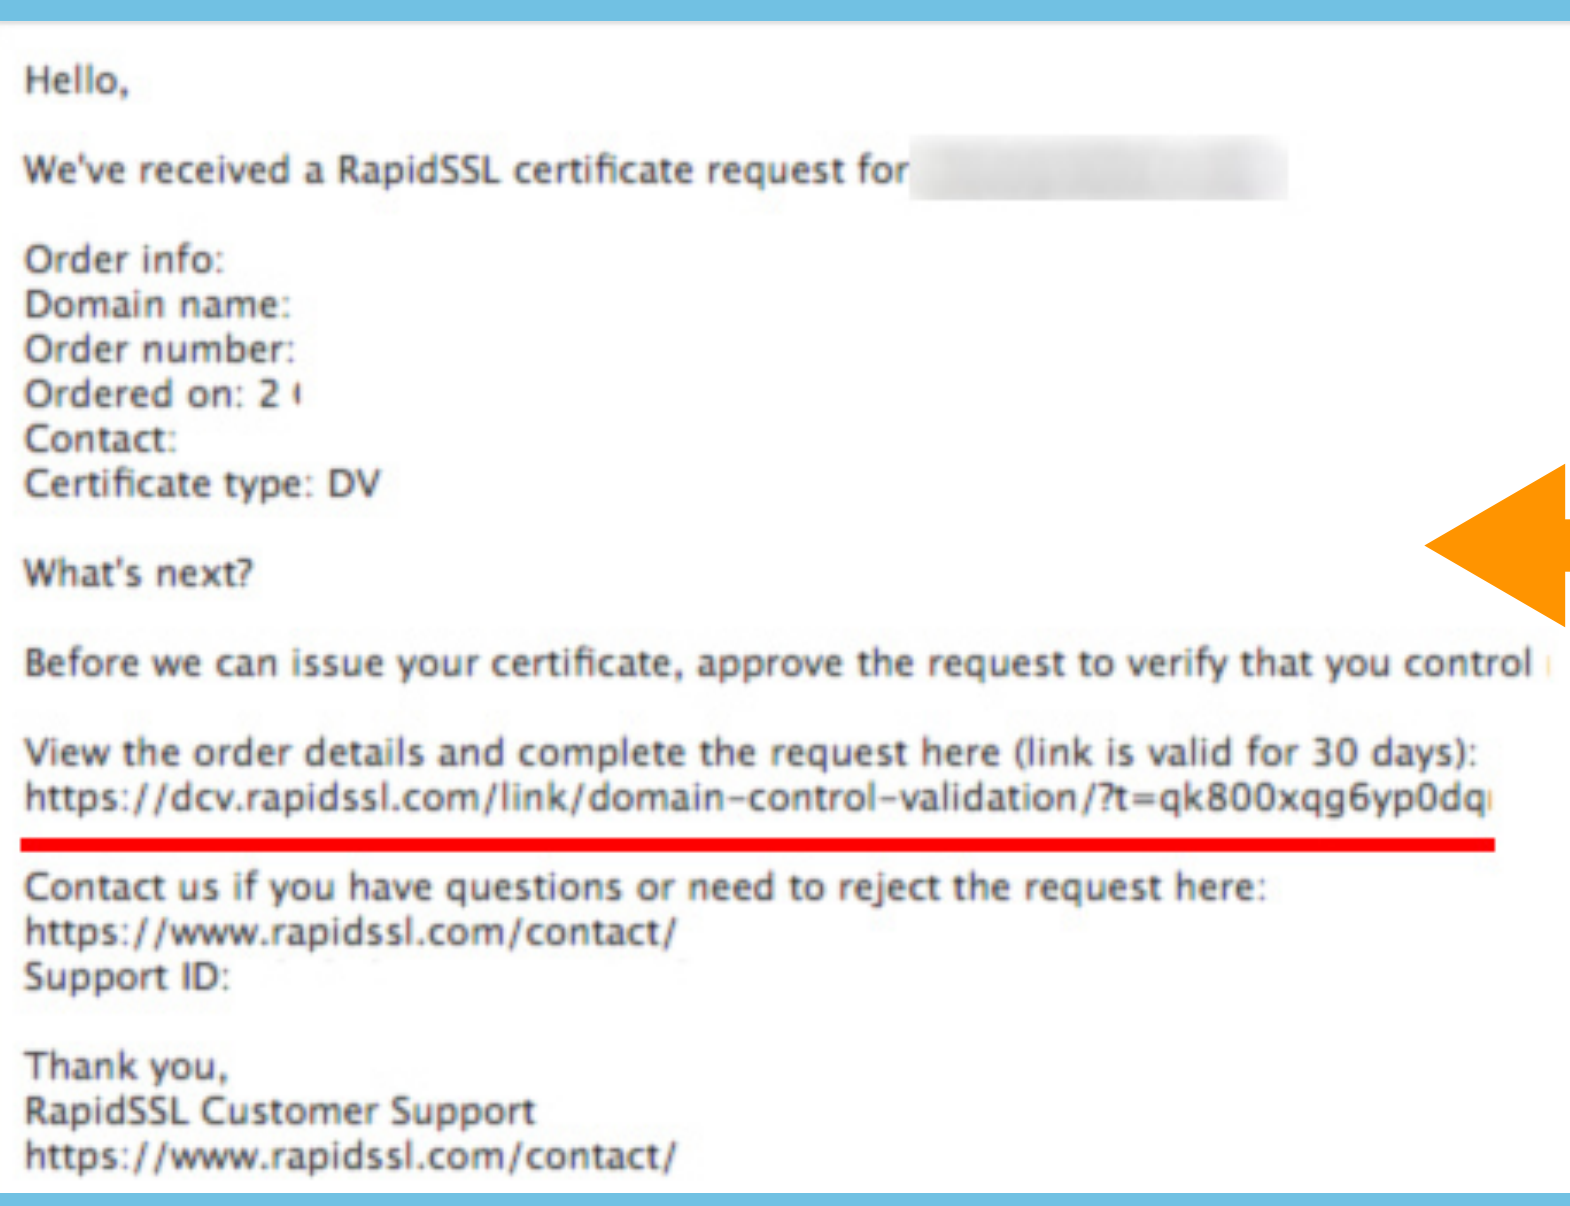 Hello,
We've received a RapidSSL certificate request for
Order info:
Domain name:
Order number:
Ordered on: 2
Contact:
Certificate type: DV
What's next?
Before we can issue your certificate, approve the request to verify that you control
View the order details and complete the request here (link is valid for 30 days):
https://dcv.rapidssl.com/link/domain-control-validation/?t=qk800xqg6yp0dq
Contact us if you have questions or need to reject the request here:
https://www.rapidssl.com/contact/
Support ID:
Thank you,
RapidSSL Customer Support
https://www.rapidssl.com/contact/